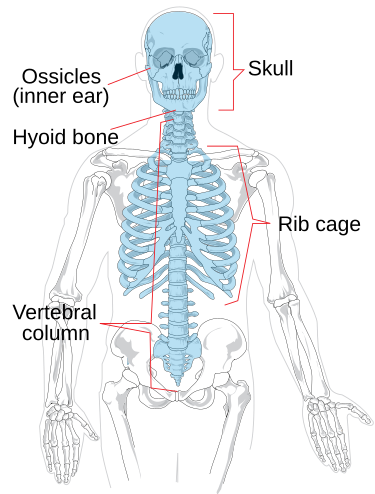 Skull
Ossicles
(inner ear)
Hyoid bone
Rib cage
Vertebral
column